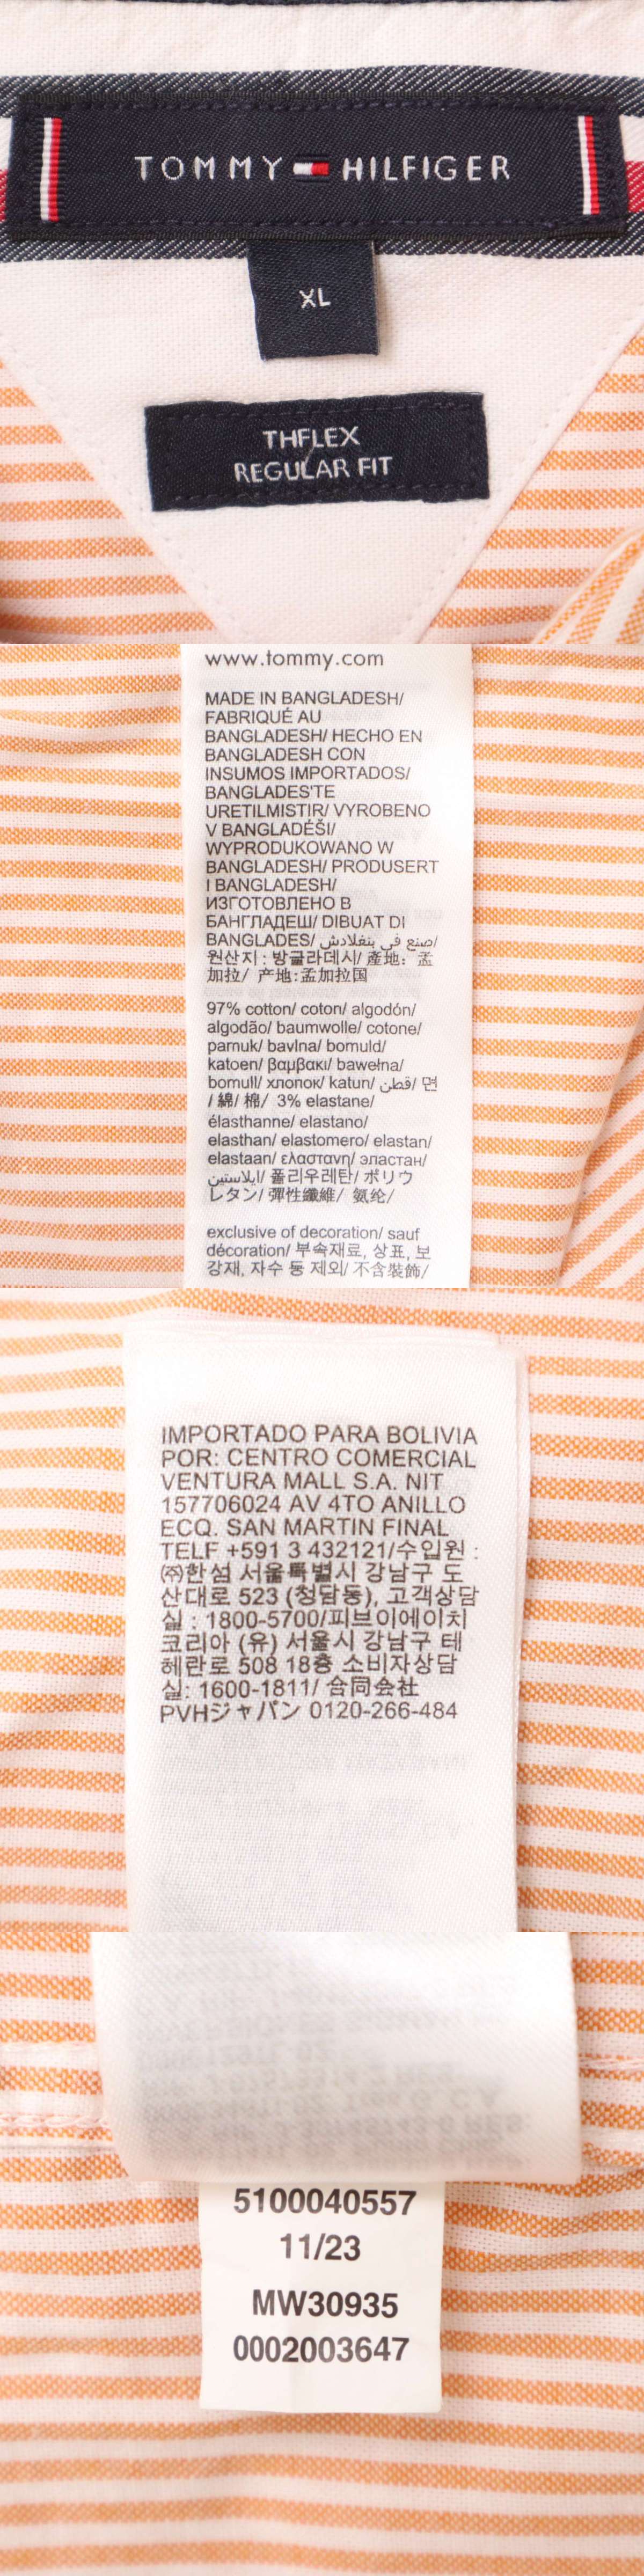 TOMMY HILFIGER
XL
THFLEX
REGULAR FIT
www.tommy.com
MADE IN BANGLADESH/
FABRIQUÉ AU
BANGLADESH/ HECHO EN
BANGLADESH CON
INSUMOS IMPORTADOS/
BANGLADEŞ'TE
URETILMISTIR/ VYROBENO
V BANGLADÉŠI/
WYPRODUKOWANO W
BANGLADESH/ PRODUSERT
I BANGLADESH/
ИЗГОТОВЛЕНО В
БАНГЛАДЕШ/ DIBUAT DI
BANGLADES/ صنع في بنغلادش/
원산지 : 방글라데시/ 產地: 孟
加拉/ 产地:孟加拉国
97% cotton/ coton/ algodón/
algodão/ baumwolle/ cotone/
pamuk/ bavlna/ bomuld/
katoen/ βαμβακι/ bawełna/
bomull/ хлопок/ katun/ قطن/ 면
/ 綿/ 棉/ 3% elastane/
élasthanne/ elastano/
elasthan/ elastomero/ elastan/
elastaan/ ελαστανη/ эластан/
ايلاستين/ 폴리우레탄/ ポリウ
レタン/ 彈性纖維/ 氨纶/
exclusive of decoration/ sauf
décoration/ 부속재료, 상표, 보
강재, 자수 등 제외/ 不含裝飾/
IMPORTADO PARA BOLIVIA
POR: CENTRO COMERCIAL
VENTURA MALL S.A. NIT
157706024 AV 4TO ANILLO
ECQ. SAN MARTIN FINAL
TELF +591 3 432121/수입원 :
㈜한섬 서울특별시 강남구 도
산대로 523 (청담동), 고객상담
실 : 1800-5700/피브이에이치
코리아 (유) 서울시 강남구 테
헤란로 508 18층 소비자상담
실: 1600-1811/ 合同会社
PVHジャパン 0120-266-484
5100040557
11/23
MW30935
0002003647